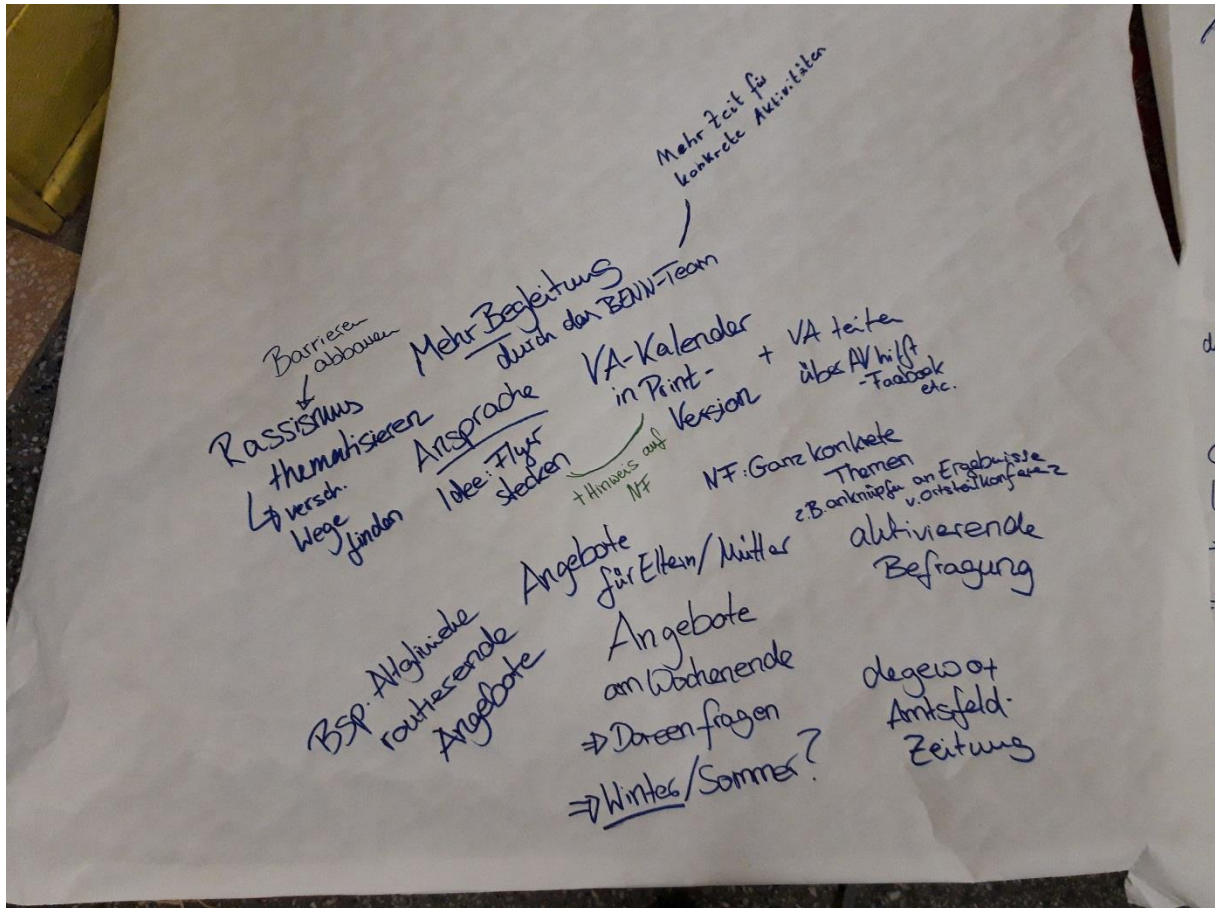 Mehr Zeit für
konkrete Aktivitäten
Mehr Begleitung
durch das BENN-Team
Barrieren
abbauen
Rassismus
thematisieren
versch.
Wege
finden
Ansprache
Idee: Flyer
stecken
+ Hinweis auf
NF
VA-Kalender
in Print-
Version
+ VA teilen
über AV hilft
-Facbook
etc.
NF: Ganz konkrete
Themen
z.B. anknüpfen an Ergebnisse
v. Ortsteilkonferenz
aktivierende
Befragung
Angebote
für Eltern/Mütter
Bsp. Altglinicke
routierende
Angebote
Angebote
am Wochenende
⇒ Doreen fragen
⇒ Winter/Sommer?
degewo +
Amtsfeld-
Zeitung